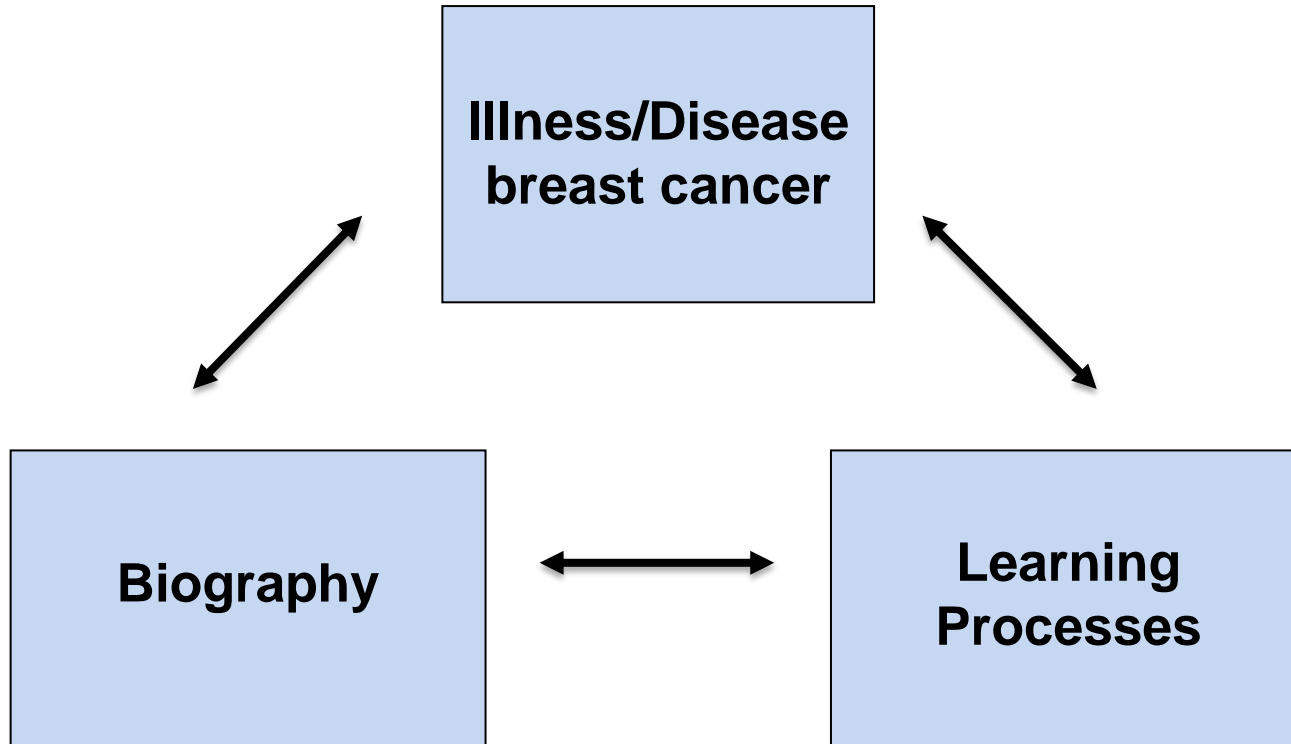 Illness/Disease
breast cancer
Biography
Learning
Processes